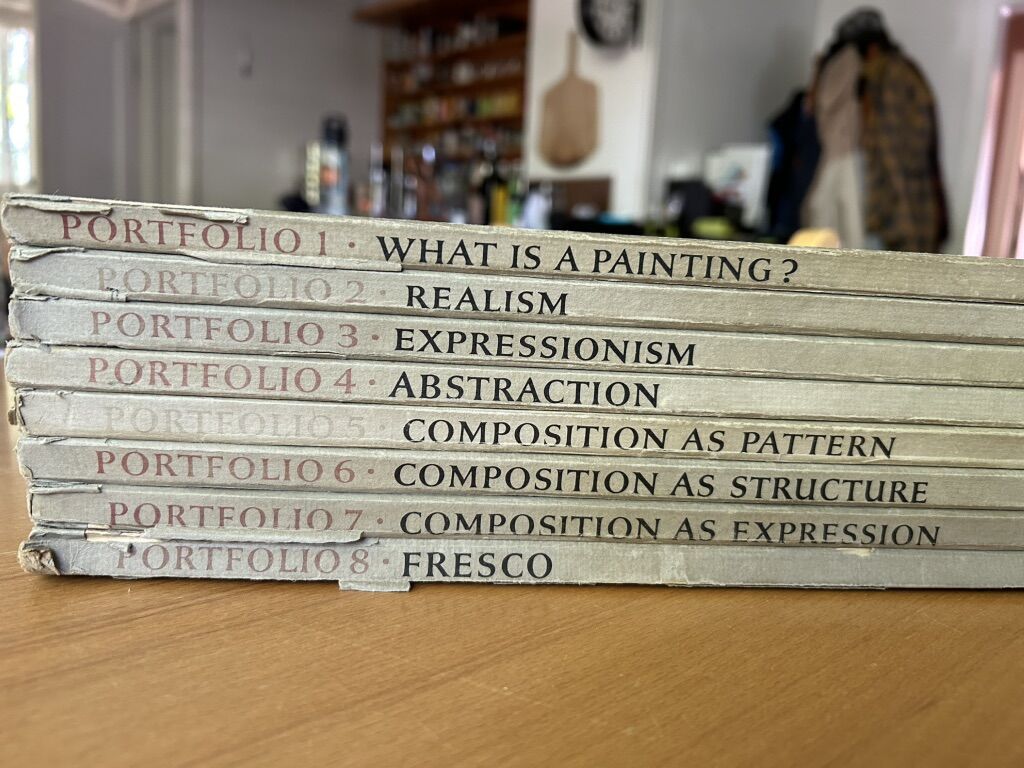 PORTFOLIO 1 · WHAT IS A PAINTING?
PORTFOLIO 2 · REALISM
PORTFOLIO 3 · EXPRESSIONISM
PORTFOLIO 4 · ABSTRACTION
PORTFOLIO 5 · COMPOSITION AS PATTERN
PORTFOLIO 6 · COMPOSITION AS STRUCTURE
PORTFOLIO 7 · COMPOSITION AS EXPRESSION
PORTFOLIO 8 · FRESCO